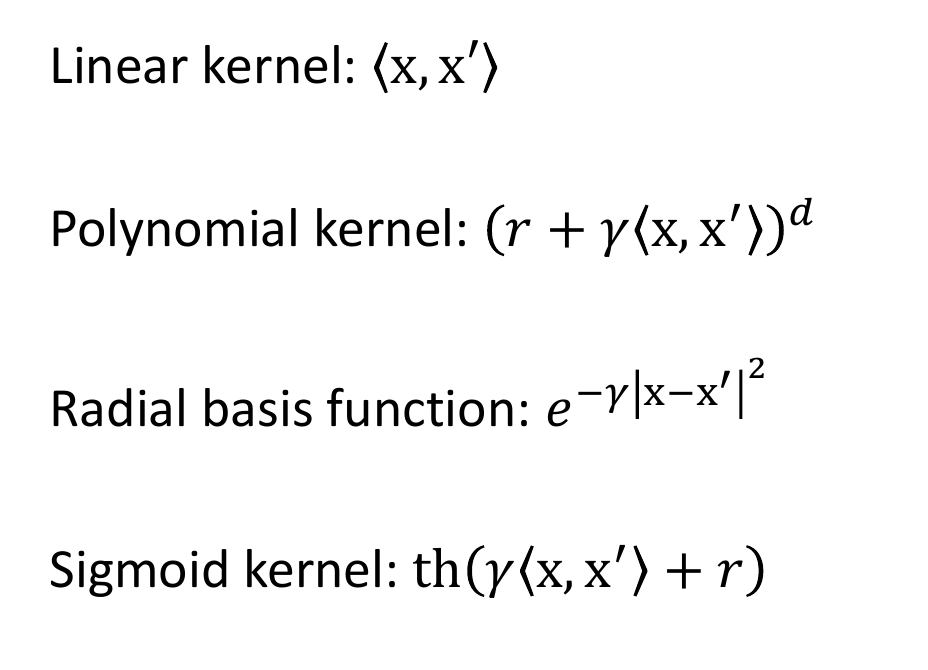 Linear kernel: ⟨x, x′⟩
Polynomial kernel: (r + γ⟨x, x′⟩)ᵈ
Radial basis function: e^{−γ|x−x′|²}
Sigmoid kernel: th(γ⟨x, x′⟩ + r)